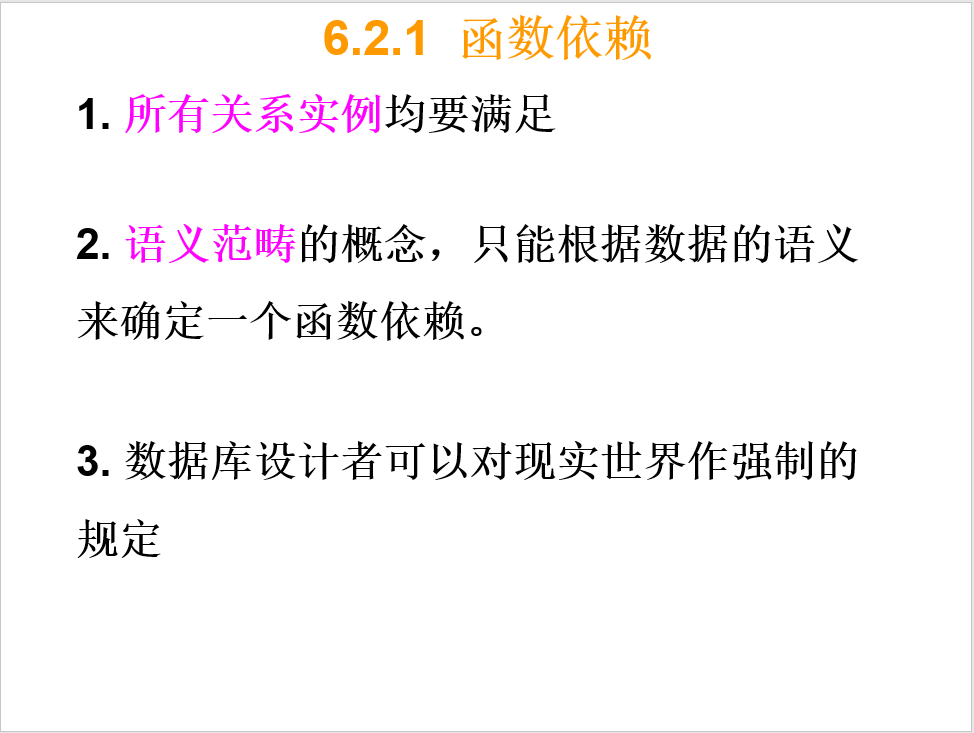 6.2.1 函数依赖
1. 所有关系实例均要满足
2. 语义范畴的概念，只能根据数据的语义
来确定一个函数依赖。
3. 数据库设计者可以对现实世界作强制的
规定